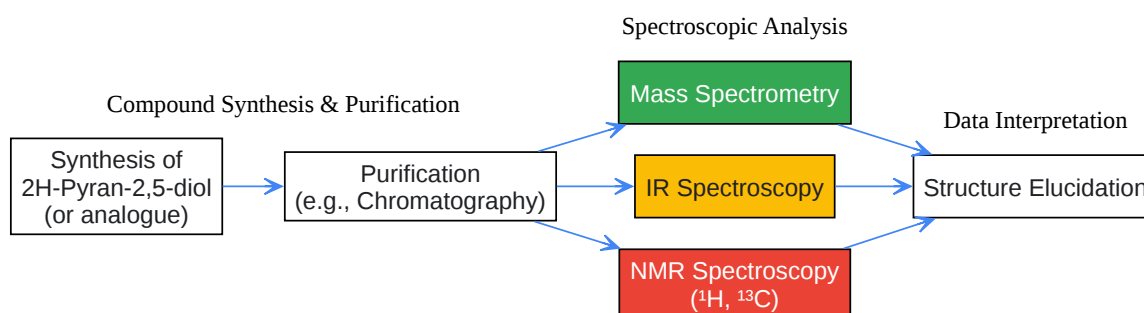 Spectroscopic Analysis
Compound Synthesis & Purification
Mass Spectrometry
Data Interpretation
Synthesis of
2H-Pyran-2,5-diol
(or analogue)
Purification
(e.g., Chromatography)
IR Spectroscopy
Structure Elucidation
NMR Spectroscopy
(¹H, ¹³C)